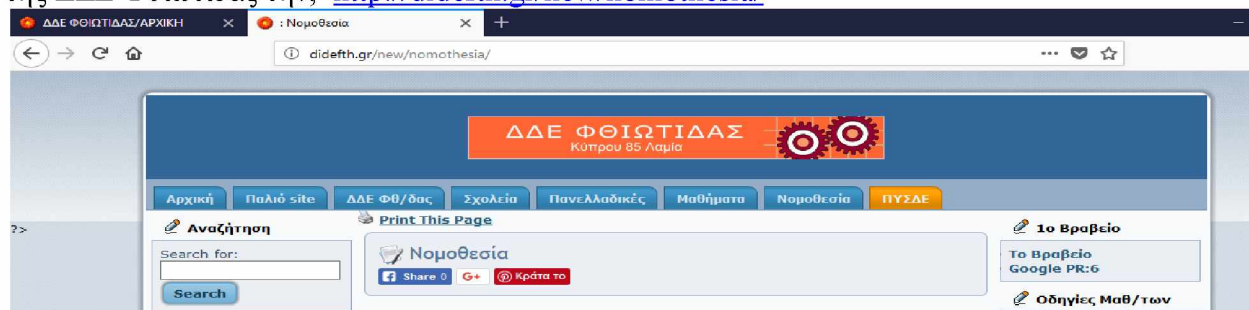 ΔΔΕ ΦΘΙΩΤΙΔΑΣ/ΑΡΧΙΚΗ
: Νομοθεσία
didefth.gr/new/nomothesia/
ΔΔΕ ΦΘΙΩΤΙΔΑΣ
Κύπρου 85 Λαμία
Αρχική Παλιό site ΔΔΕ Φθ/δας Σχολεία Πανελλαδικές Μαθήματα Νομοθεσία ΠΥΣΔΕ
?>
Αναζήτηση
Search for:
Search
Print This Page
Νομοθεσία
Share 0 G+ Κράτα το
1ο Βραβείο
Το Βραβείο
Google PR:6
Οδηγίες Μαθ/των